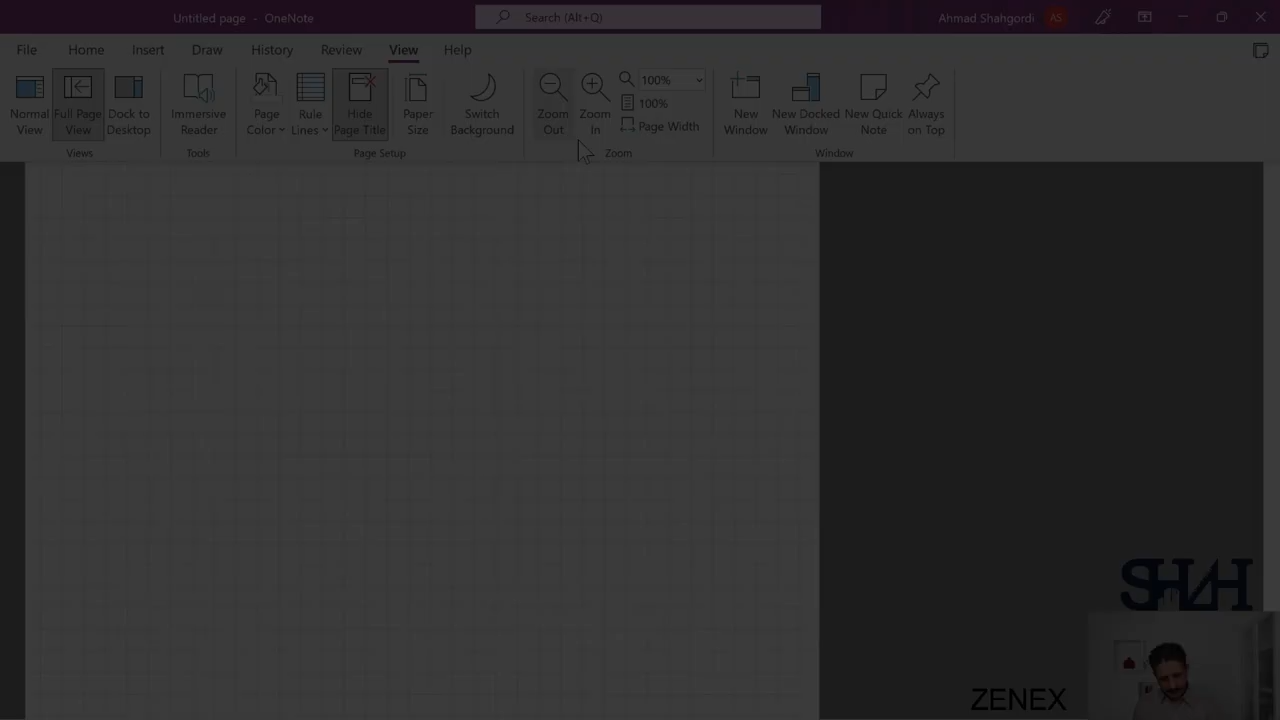 Untitled page - OneNote
Search (Alt+Q)
Ahmad Shahgordi
AS
File Home Insert Draw History Review View Help
Normal View
Full Page View
Dock to Desktop
Immersive Reader
Page Color
Rule Lines
Hide Page Title
Paper Size
Switch Background
Zoom Out
Zoom In
100%
100%
Page Width
New Window
New Docked Window
New Quick Note
Always on Top
Views
Tools
Page Setup
Zoom
Window
ZENEX